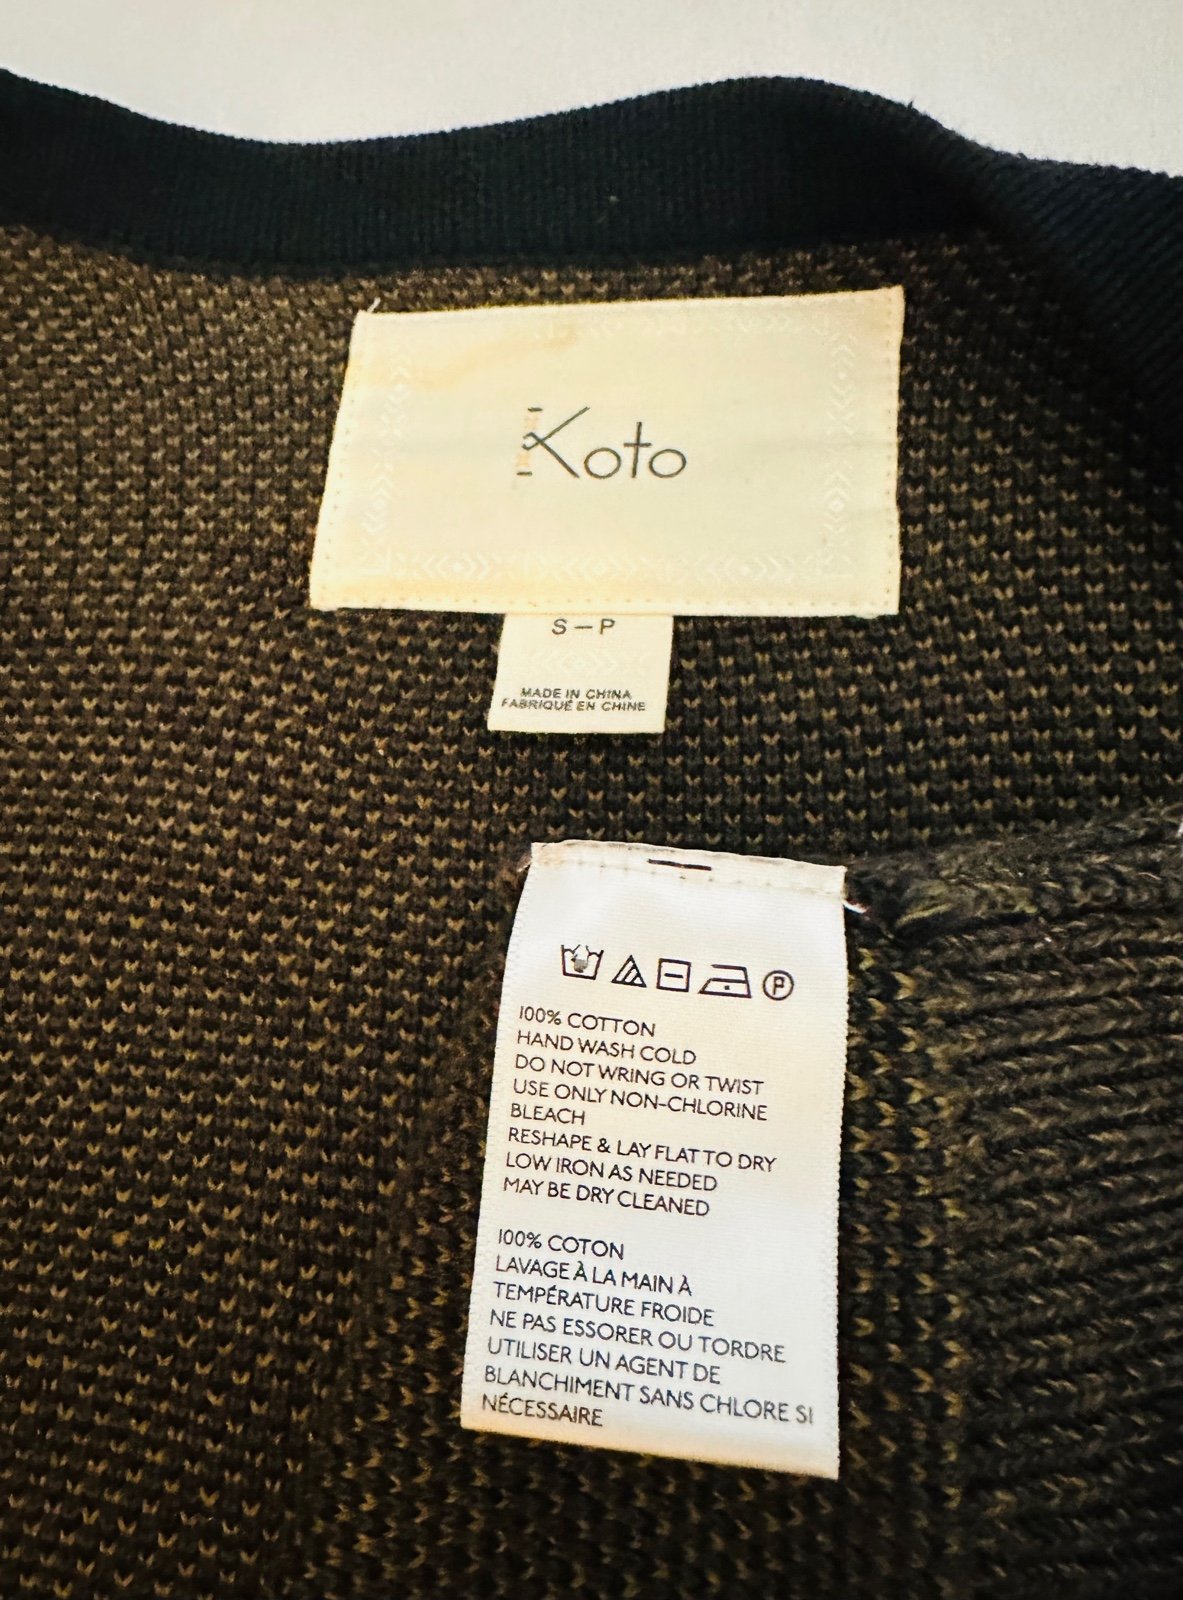 Koto
S–P
MADE IN CHINA
FABRIQUÉ EN CHINE
P
100% COTTON
HAND WASH COLD
DO NOT WRING OR TWIST
USE ONLY NON-CHLORINE
BLEACH
RESHAPE & LAY FLAT TO DRY
LOW IRON AS NEEDED
MAY BE DRY CLEANED
100% COTON
LAVAGE À LA MAIN À
TEMPÉRATURE FROIDE
NE PAS ESSORER OU TORDRE
UTILISER UN AGENT DE
BLANCHIMENT SANS CHLORE SI
NÉCESSAIRE